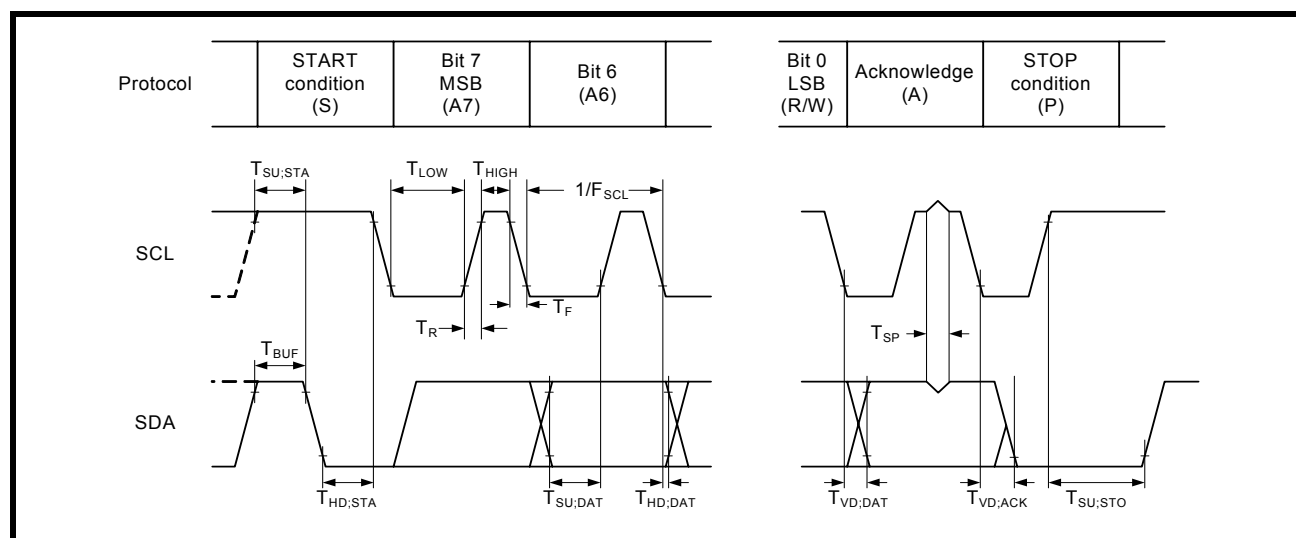 Protocol
START
condition
(S)
Bit 7
MSB
(A7)
Bit 6
(A6)
Bit 0
LSB
(R/W)
Acknowledge
(A)
STOP
condition
(P)
TSU;STA
TLOW
THIGH
1/FSCL
SCL
TR
TF
TSP
TBUF
SDA
THD;STA
TSU;DAT
THD;DAT
TVD;DAT
TVD;ACK
TSU;STO